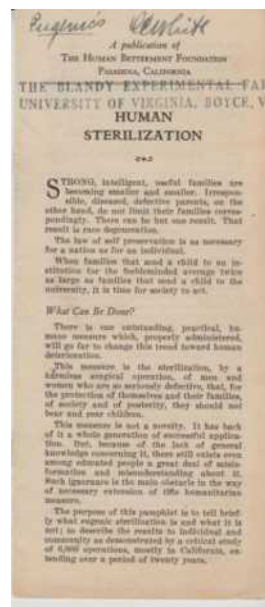 Eugenics
A publication of
THE HUMAN BETTERMENT FOUNDATION
PASADENA, CALIFORNIA
THE BLANDY EXPERIMENTAL FA
UNIVERSITY OF VIRGINIA, BOYCE, V
HUMAN
STERILIZATION
STRONG, intelligent, useful families are
becoming smaller and smaller. Irrespon-
sible, diseased, defective parents, on the
other hand, do not limit their families corres-
pondingly. There can be but one result. That
result is race degeneration.
The law of self preservation is as necessary
for a nation as for an individual.
When families that send a child to an in-
stitution for the feebleminded average twice
as large as families that send a child to the
university, it is time for society to act.
What Can Be Done?
There is one outstanding, practical, hu-
mane measure which, properly administered,
will go far to change this trend toward human
deterioration.
This measure is the sterilization, by a
harmless surgical operation, of men and
women who are so seriously defective, that, for
the protection of themselves and their families,
of society and of posterity, they should not
bear and rear children.
This measure is not a novelty. It has back
of it a whole generation of successful applica-
tion. But, because of the lack of general
knowledge concerning it, there still exists even
among educated people a great deal of misin-
formation and misunderstanding about it.
Such ignorance is the main obstacle in the way
of necessary extension of this humanitarian
measure.
The purpose of this pamphlet is to tell brief-
ly what eugenic sterilization is and what it is
not; to describe the results to individual and
community as demonstrated by a critical study
of 6,000 operations, mostly in California, ex-
tending over a period of twenty years.